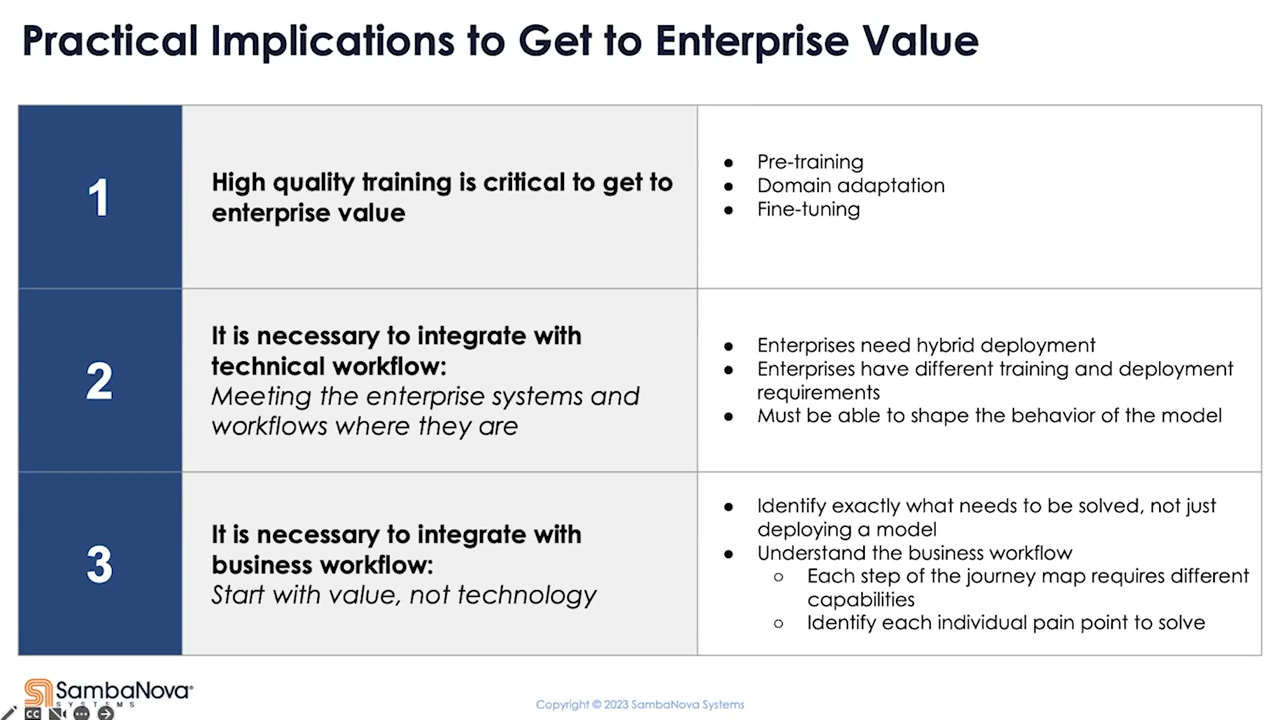 Practical Implications to Get to Enterprise Value
1
High quality training is critical to get to
enterprise value
● Pre-training
● Domain adaptation
● Fine-tuning
2
It is necessary to integrate with
technical workflow:
Meeting the enterprise systems and
workflows where they are
● Enterprises need hybrid deployment
● Enterprises have different training and deployment
requirements
● Must be able to shape the behavior of the model
3
It is necessary to integrate with
business workflow:
Start with value, not technology
● Identify exactly what needs to be solved, not just
deploying a model
● Understand the business workflow
○ Each step of the journey map requires different
capabilities
○ Identify each individual pain point to solve
SambaNova®
SYSTEMS
CC
Copyright © 2023 SambaNova Systems